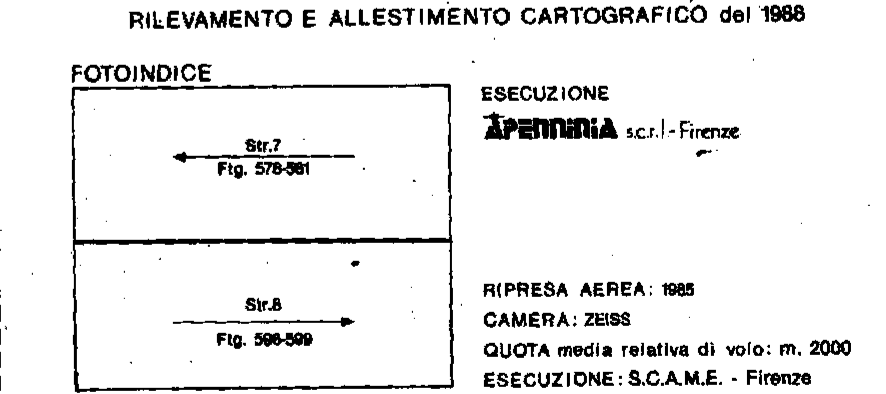 RILEVAMENTO E ALLESTIMENTO CARTOGRAFICO del 1988
FOTOINDICE
Str.7
Ftg. 578-581
Str.8
Ftg. 596-599
ESECUZIONE
APENNINIA s.c.r.l.-Firenze
RIPRESA AEREA: 1985
CAMERA: ZEISS
QUOTA media relativa di volo: m. 2000
ESECUZIONE: S.C.A.M.E. - Firenze